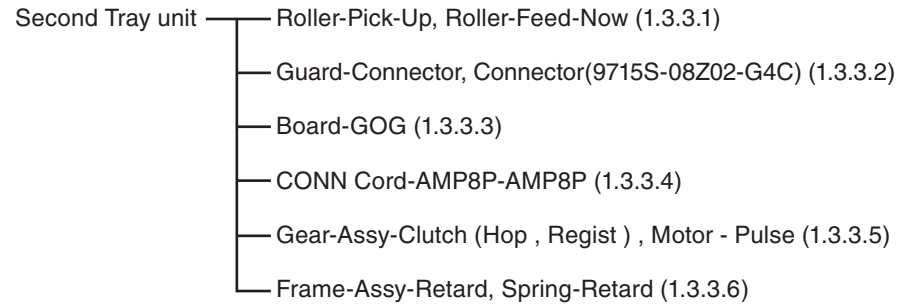 Second Tray unit Roller-Pick-Up, Roller-Feed-Now (1.3.3.1)
Guard-Connector, Connector(9715S-08Z02-G4C) (1.3.3.2)
Board-GOG (1.3.3.3)
CONN Cord-AMP8P-AMP8P (1.3.3.4)
Gear-Assy-Clutch (Hop , Regist ) , Motor - Pulse (1.3.3.5)
Frame-Assy-Retard, Spring-Retard (1.3.3.6)